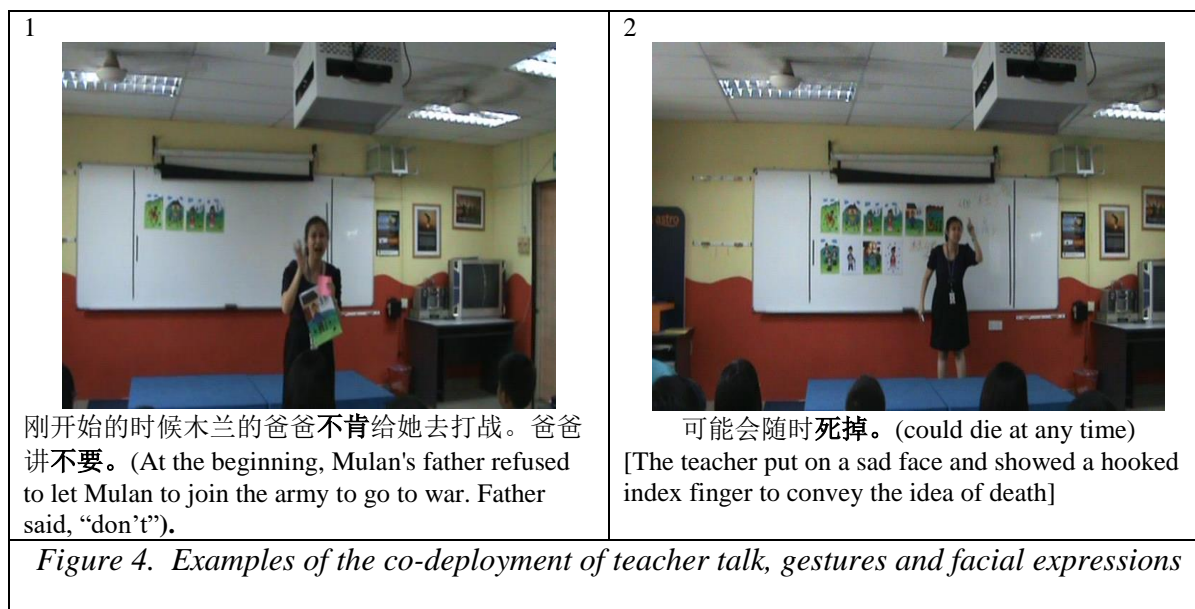 1
刚开始的时候木兰的爸爸不肯给她去打战。爸爸
讲不要。(At the beginning, Mulan's father refused
to let Mulan to join the army to go to war. Father
said, “don’t”).
2
astro
可能会随时死掉。(could die at any time)
[The teacher put on a sad face and showed a hooked
index finger to convey the idea of death]
Figure 4. Examples of the co-deployment of teacher talk, gestures and facial expressions